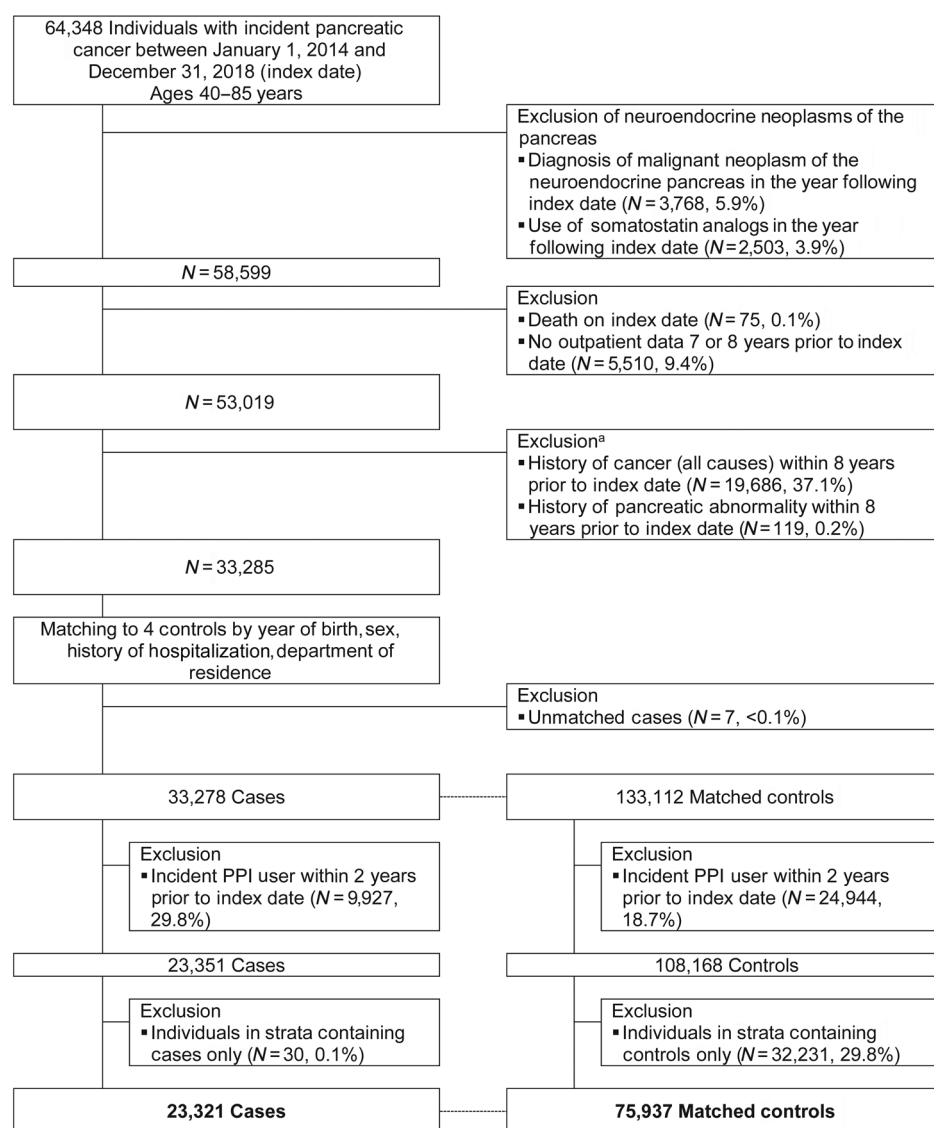 64,348 Individuals with incident pancreatic
cancer between January 1, 2014 and
December 31, 2018 (index date)
Ages 40–85 years
Exclusion of neuroendocrine neoplasms of the
pancreas
▪ Diagnosis of malignant neoplasm of the
neuroendocrine pancreas in the year following
index date (N = 3,768, 5.9%)
▪ Use of somatostatin analogs in the year
following index date (N = 2,503, 3.9%)
N = 58,599
Exclusion
▪ Death on index date (N = 75, 0.1%)
▪ No outpatient data 7 or 8 years prior to index
date (N = 5,510, 9.4%)
N = 53,019
Exclusionᵃ
▪ History of cancer (all causes) within 8 years
prior to index date (N = 19,686, 37.1%)
▪ History of pancreatic abnormality within 8
years prior to index date (N = 119, 0.2%)
N = 33,285
Matching to 4 controls by year of birth, sex,
history of hospitalization, department of
residence
Exclusion
▪ Unmatched cases (N = 7, <0.1%)
33,278 Cases
133,112 Matched controls
Exclusion
▪ Incident PPI user within 2 years
prior to index date (N = 9,927,
29.8%)
Exclusion
▪ Incident PPI user within 2 years
prior to index date (N = 24,944,
18.7%)
23,351 Cases
108,168 Controls
Exclusion
▪ Individuals in strata containing
cases only (N = 30, 0.1%)
Exclusion
▪ Individuals in strata containing
controls only (N = 32,231, 29.8%)
23,321 Cases
75,937 Matched controls